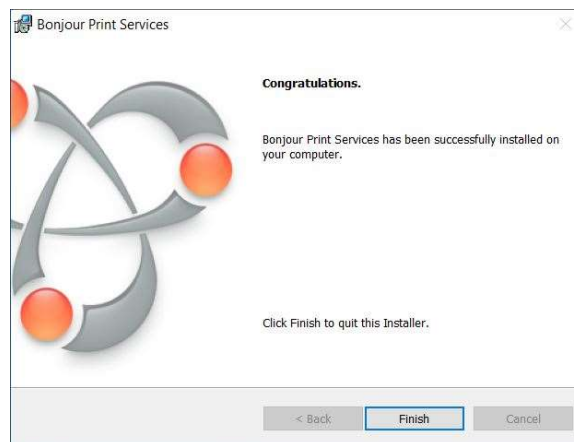 Bonjour Print Services
Congratulations.
Bonjour Print Services has been successfully installed on
your computer.
Click Finish to quit this Installer.
< Back
Finish
Cancel